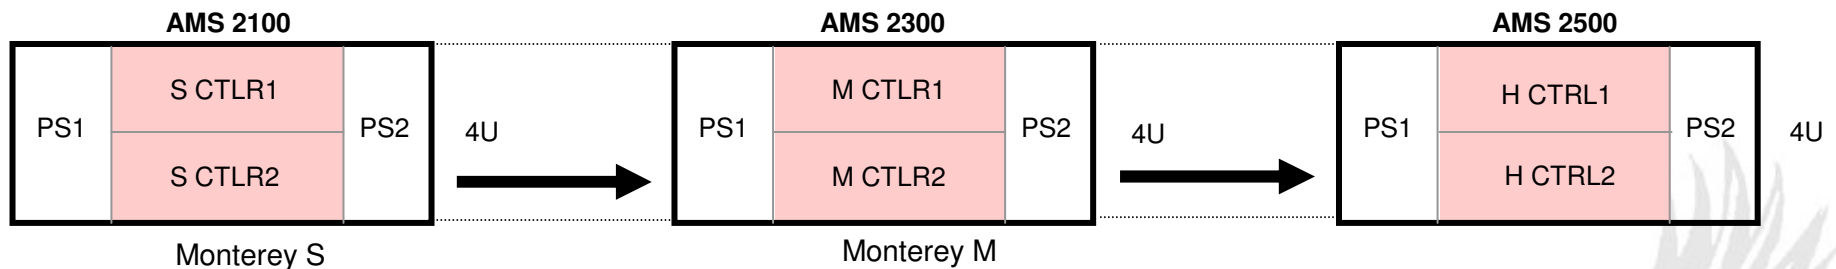 AMS 2100
AMS 2300
AMS 2500
PS1
S CTLR1
S CTLR2
PS2
4U
PS1
M CTLR1
M CTLR2
PS2
4U
PS1
H CTRL1
H CTRL2
PS2
4U
Monterey S
Monterey M